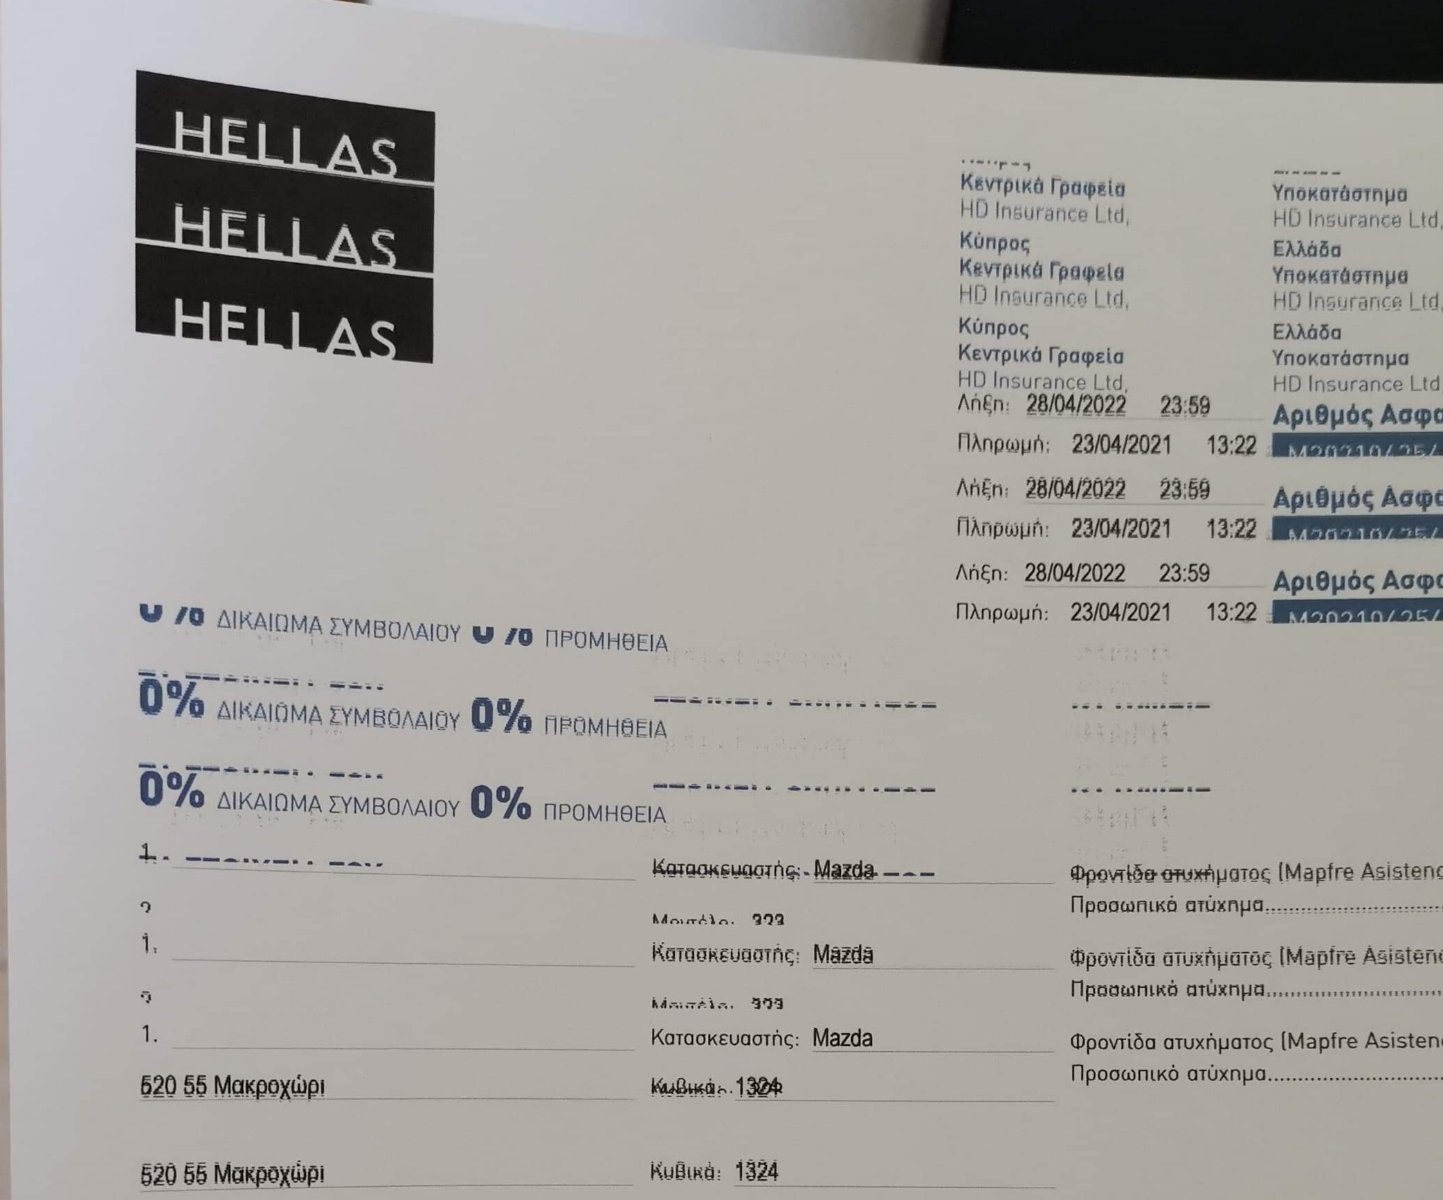 HELLAS
HELLAS
HELLAS
Κεντρικά Γραφεία
HD Insurance Ltd,
Κύπρος
Κεντρικά Γραφεία
HD Insurance Ltd,
Κύπρος
Κεντρικά Γραφεία
HD Insurance Ltd,
Υποκατάστημα
HD Insurance Ltd,
Ελλάδα
Υποκατάστημα
HD Insurance Ltd,
Ελλάδα
Υποκατάστημα
HD Insurance Ltd
Λήξη: 28/04/2022 23:59
Πληρωμή: 23/04/2021 13:22
Λήξη: 28/04/2022 23:59
Πληρωμή: 23/04/2021 13:22
Λήξη: 28/04/2022 23:59
Πληρωμή: 23/04/2021 13:22
Αριθμός
Αριθμός
Αριθμός
0% ΔΙΚΑΙΩΜΑ ΣΥΜΒΟΛΑΙΟΥ 0% ΠΡΟΜΗΘΕΙΑ
0% ΔΙΚΑΙΩΜΑ ΣΥΜΒΟΛΑΙΟΥ 0% ΠΡΟΜΗΘΕΙΑ
0% ΔΙΚΑΙΩΜΑ ΣΥΜΒΟΛΑΙΟΥ 0% ΠΡΟΜΗΘΕΙΑ
1.
1.
1.
520 55 Μακροχώρι
520 55 Μακροχώρι
Κατασκευαστής: Mazda
Κατασκευαστής: Mazda
Κατασκευαστής: Mazda
Κυβικά: 1324
Κυβικά: 1324
Φροντίδα ατυχήματος (Mapfre
Προσωπικό ατύχημα
Φροντίδα ατυχήματος (Mapfre
Προσωπικό ατύχημα
Φροντίδα ατυχήματος (Mapfre
Προσωπικό ατύχημα